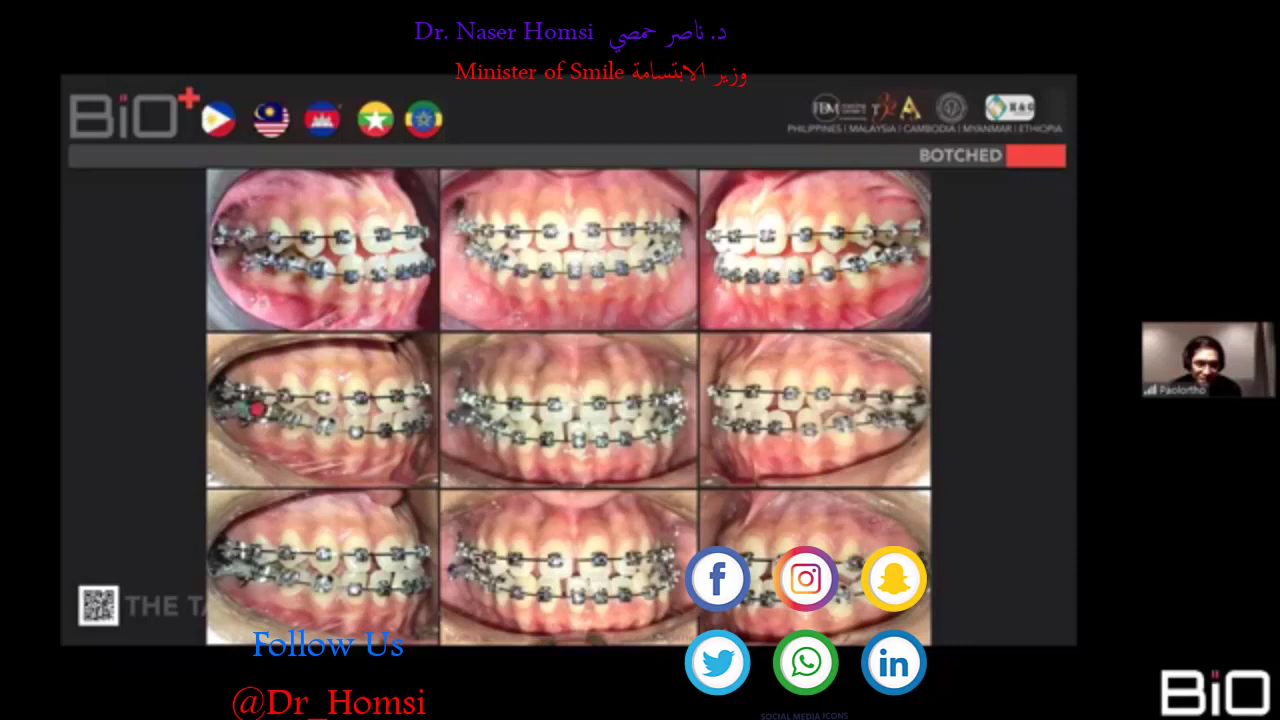 Dr. Naser Homsi د. ناصر حمصي
Minister of Smile وزير الابتسامة
BiO+
PHILIPPINES | MALAYSIA | CAMBODIA | MYANMAR | ETHIOPIA
BOTCHED
Paolortho
THE TA
Follow Us
@Dr_Homsi
SOCIAL MEDIA ICONS
BiO